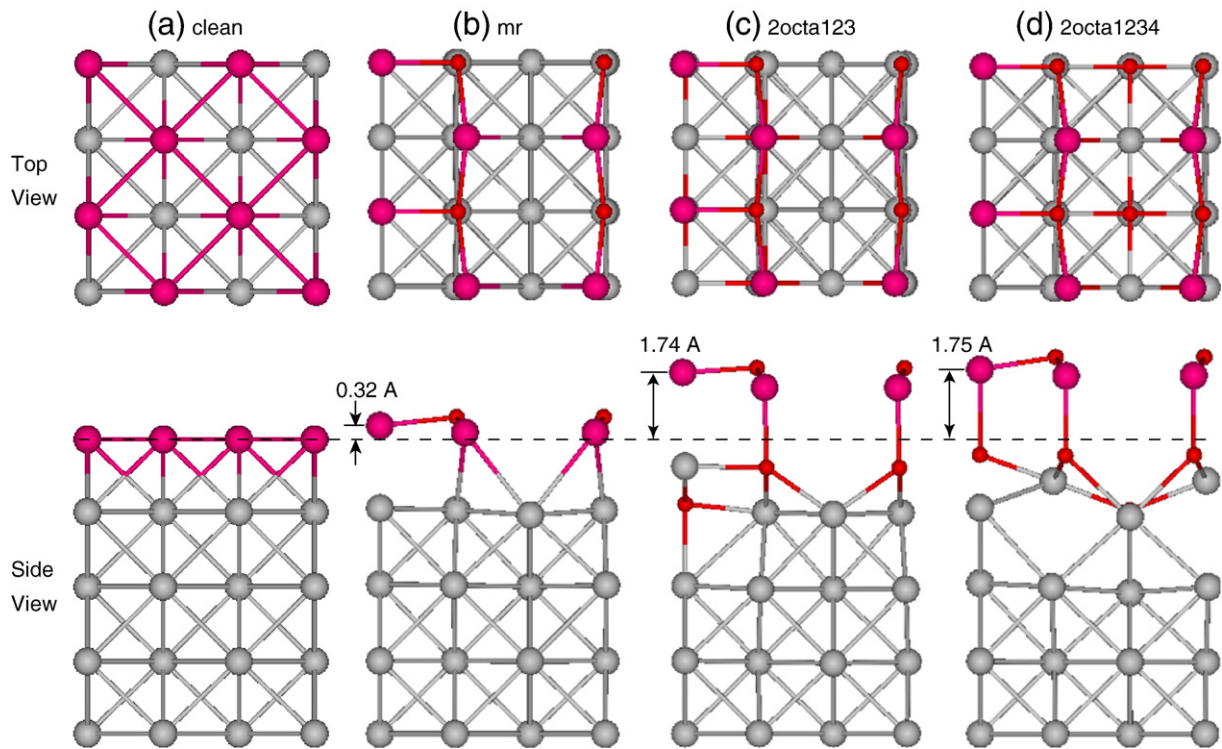 (a) clean
(b) mr
(c) 2octa123
(d) 2octa1234
Top
View
1.74 A
1.75 A
0.32 A
Side
View